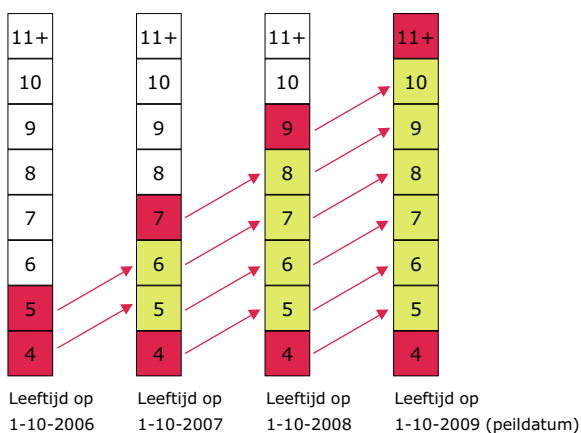 11+ 11+ 11+ 11+
10 10 10 10
9 9 9 9
8 8 8 8
7 7 7 7
6 6 6 6
5 5 5 5
4 4 4 4
Leeftijd op Leeftijd op Leeftijd op Leeftijd op
1-10-2006 1-10-2007 1-10-2008 1-10-2009 (peildatum)